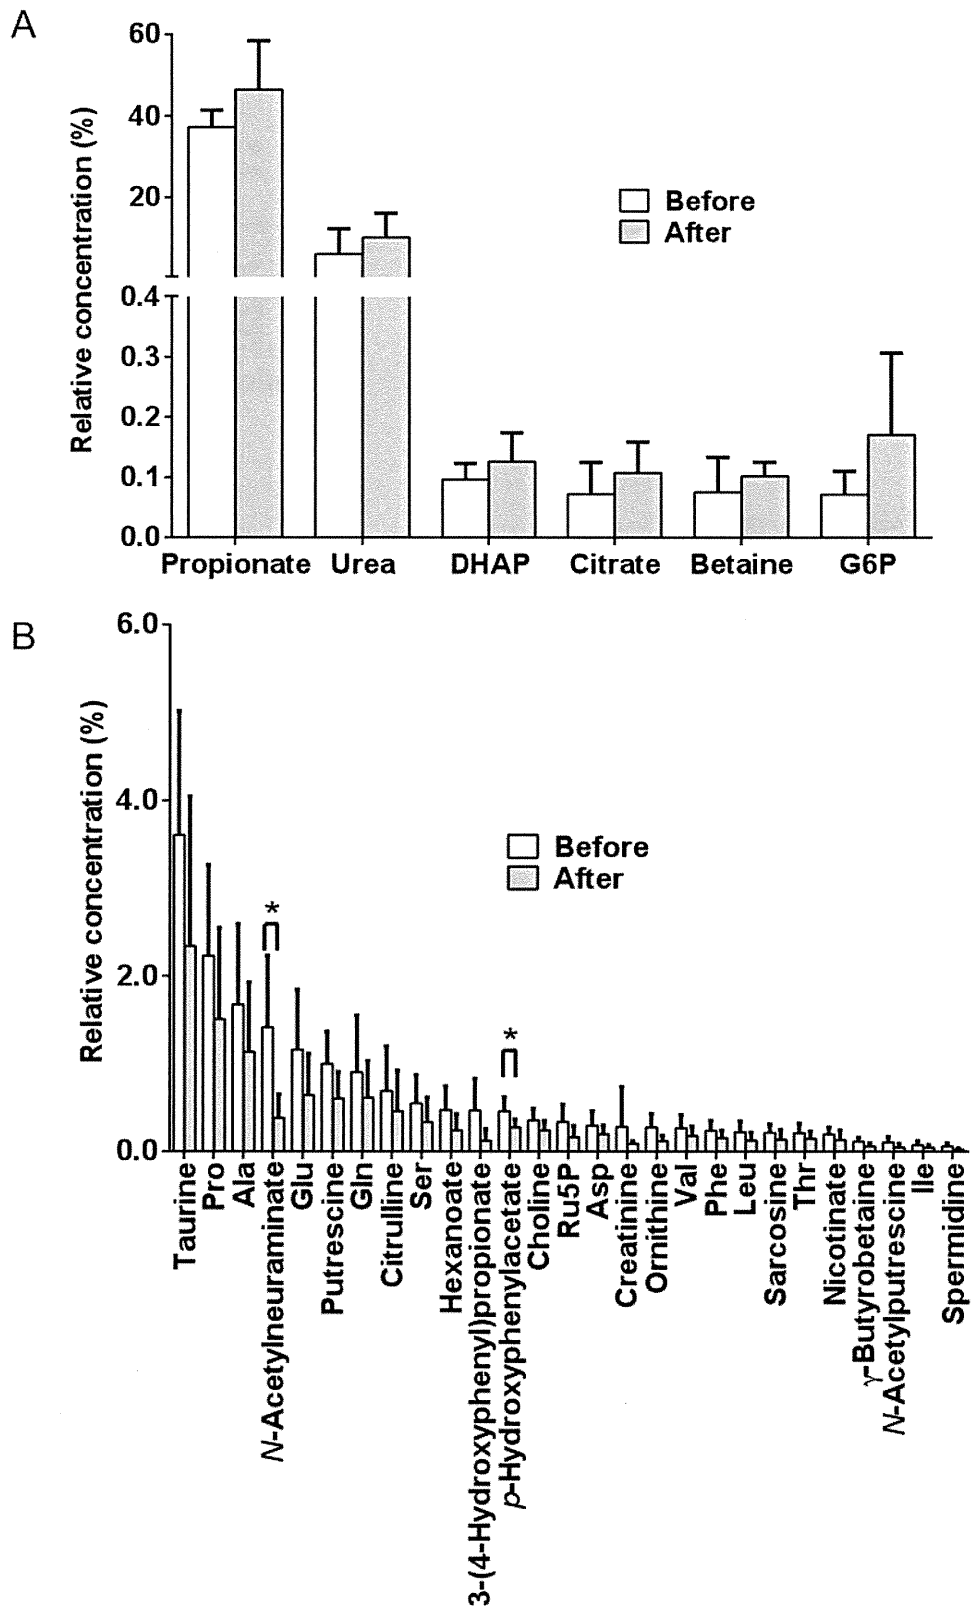 A
60
40
20
0.4
0.3
0.2
0.1
0.0
Relative concentration (%)
Relative concentration (%)
Before
After
Propionate Urea DHAP Citrate Betaine G6P
B
6.0
4.0
2.0
0.0
Relative concentration (%)
Before
After
*
*
Taurine
Pro
Ala
N-Acetylneuraminate
Glu
Putrescine
Gln
Citrulline
Ser
Hexanoate
3-(4-Hydroxyphenyl)propionate
p-Hydroxyphenylacetate
Choline
Ru5P
Asp
Creatinine
Ornithine
Val
Phe
Leu
Sarcosine
Thr
Nicotinate
γ-Butyrobetaine
N-Acetylputrescine
Ile
Spermidine